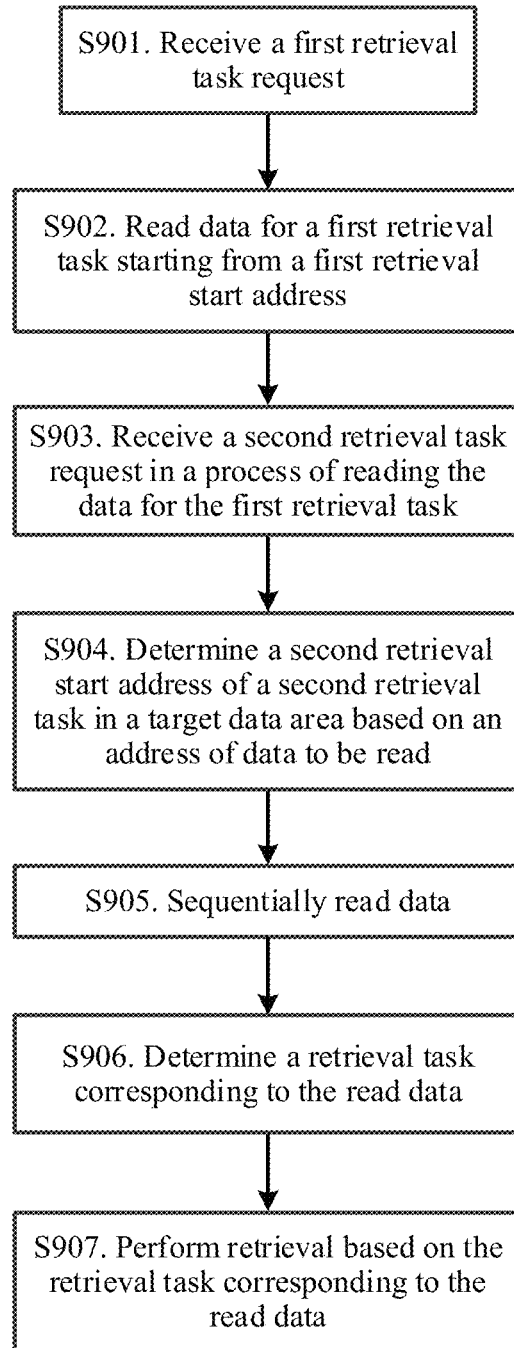 S901. Receive a first retrieval
task request
S902. Read data for a first retrieval
task starting from a first retrieval
start address
S903. Receive a second retrieval task
request in a process of reading the
data for the first retrieval task
S904. Determine a second retrieval
start address of a second retrieval
task in a target data area based on an
address of data to be read
S905. Sequentially read data
S906. Determine a retrieval task
corresponding to the read data
S907. Perform retrieval based on the
retrieval task corresponding to the
read data